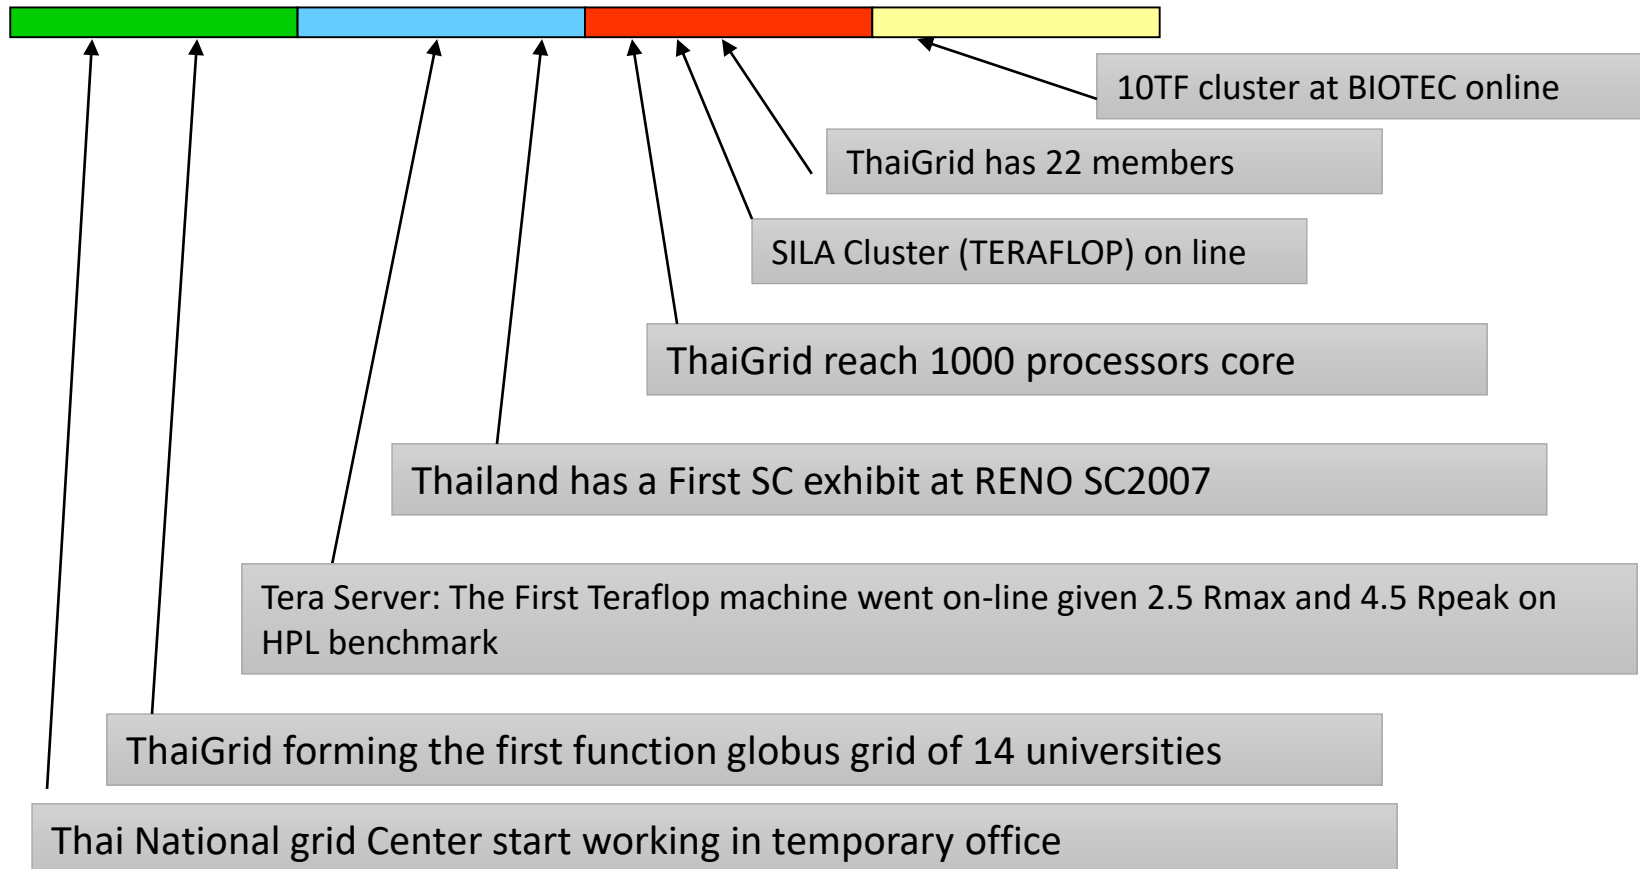 10TF cluster at BIOTEC online
ThaiGrid has 22 members
SILA Cluster (TERAFLOP) on line
ThaiGrid reach 1000 processors core
Thailand has a First SC exhibit at RENO SC2007
Tera Server: The First Teraflop machine went on-line given 2.5 Rmax and 4.5 Rpeak on
HPL benchmark
ThaiGrid forming the first function globus grid of 14 universities
Thai National grid Center start working in temporary office